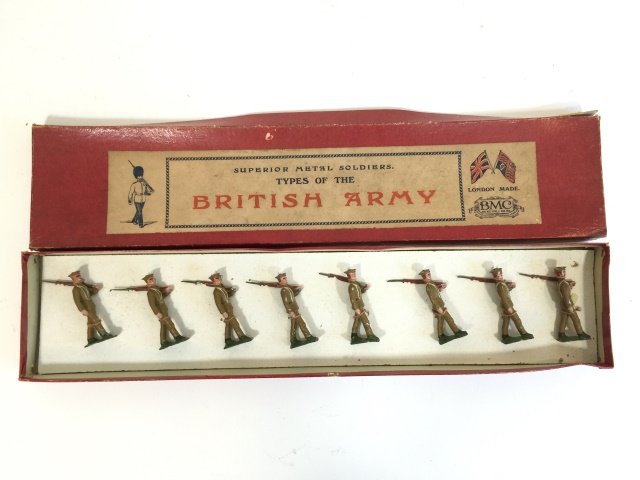 SUPERIOR METAL SOLDIERS.
TYPES OF THE
BRITISH ARMY
LONDON MADE.
BMC